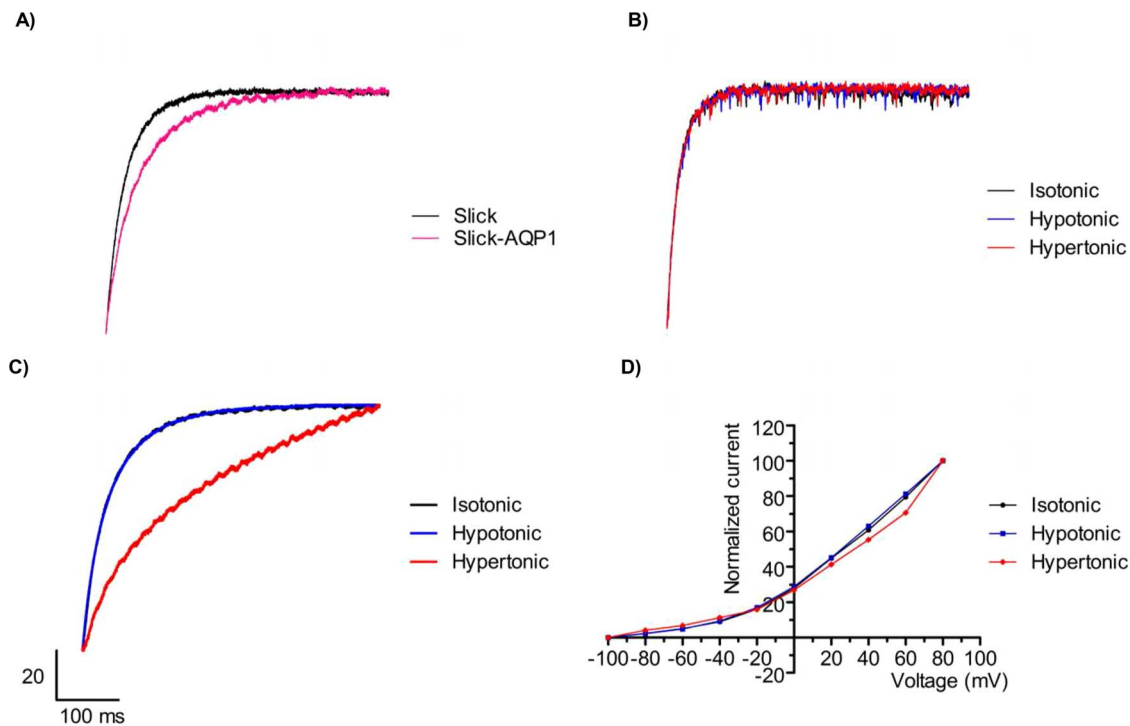 A)
Slick
Slick-AQP1
B)
Isotonic
Hypotonic
Hypertonic
C)
Isotonic
Hypotonic
Hypertonic
20
100 ms
D)
Normalized current
120
100
80
60
40
20
-20
-100 -80 -60 -40 -20 20 40 60 80 100
Voltage (mV)
Isotonic
Hypotonic
Hypertonic